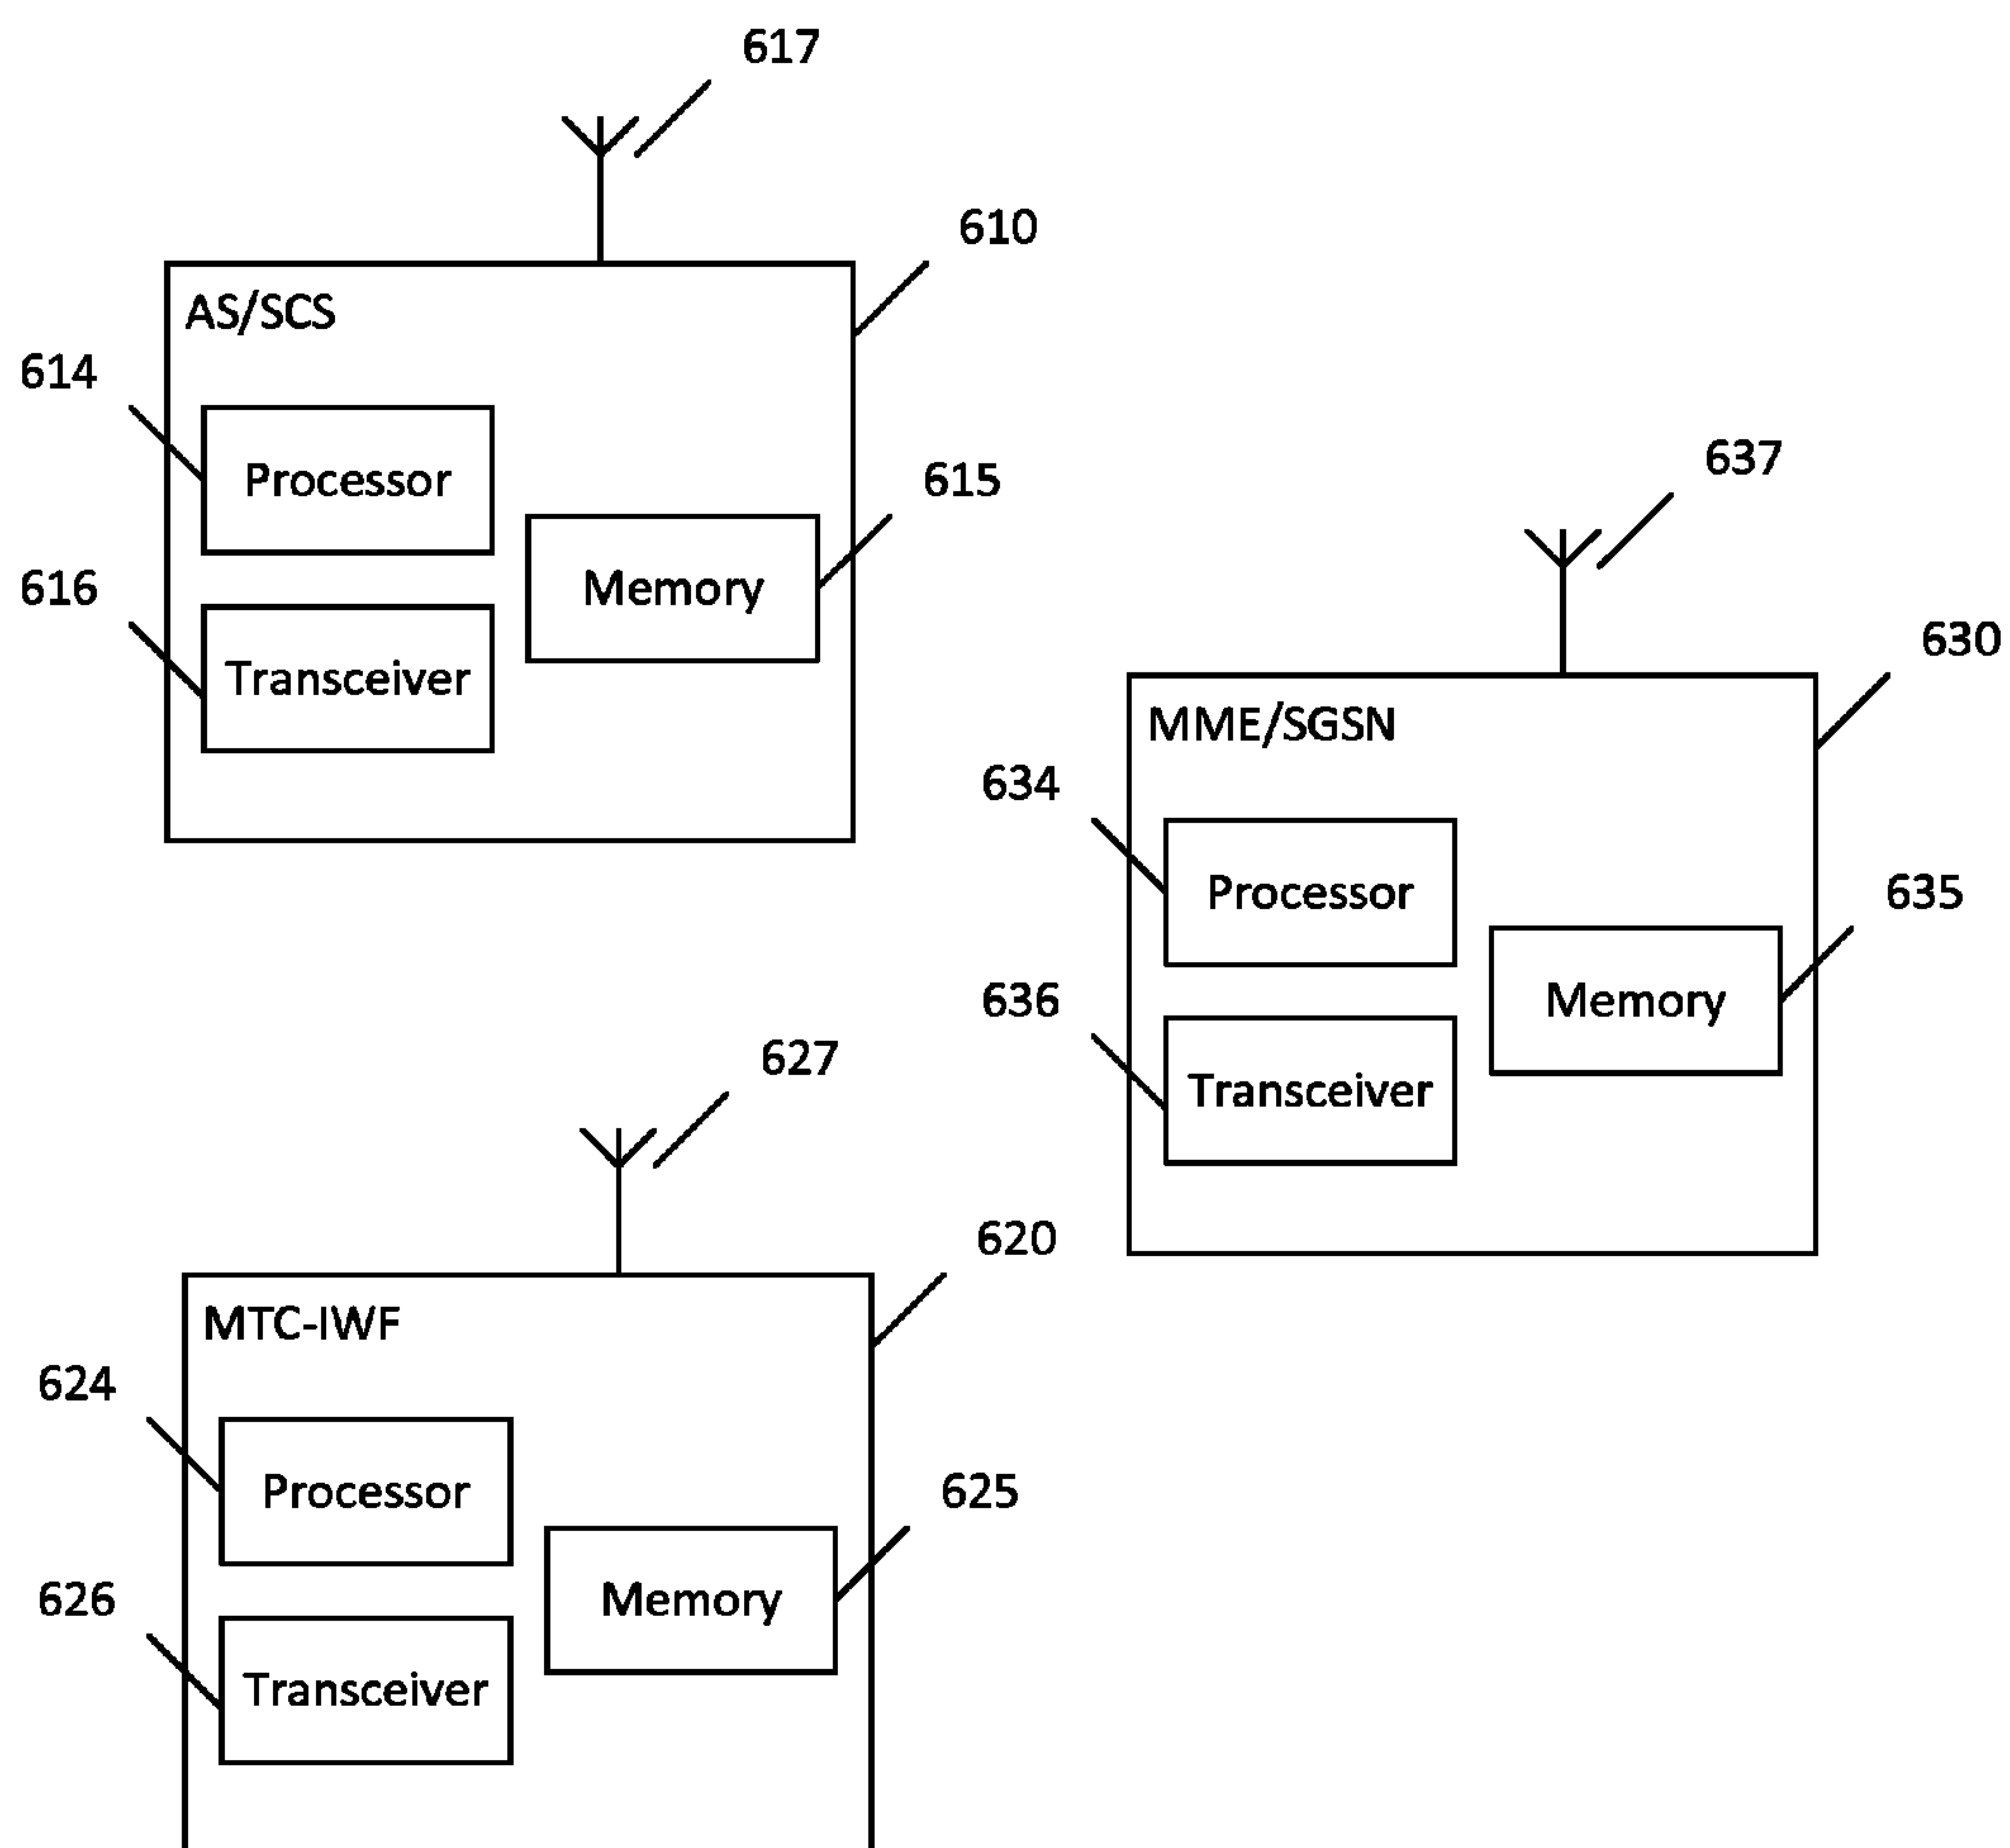 617
610
AS/SCS
614
Processor
615
Memory
616
Transceiver
637
630
MME/SGSN
634
Processor
635
Memory
636
Transceiver
627
620
MTC-IWF
624
Processor
625
Memory
626
Transceiver